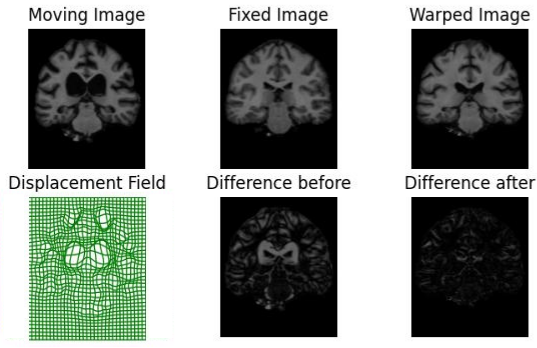 Moving Image
Fixed Image
Warped Image
Displacement Field
Difference before
Difference after